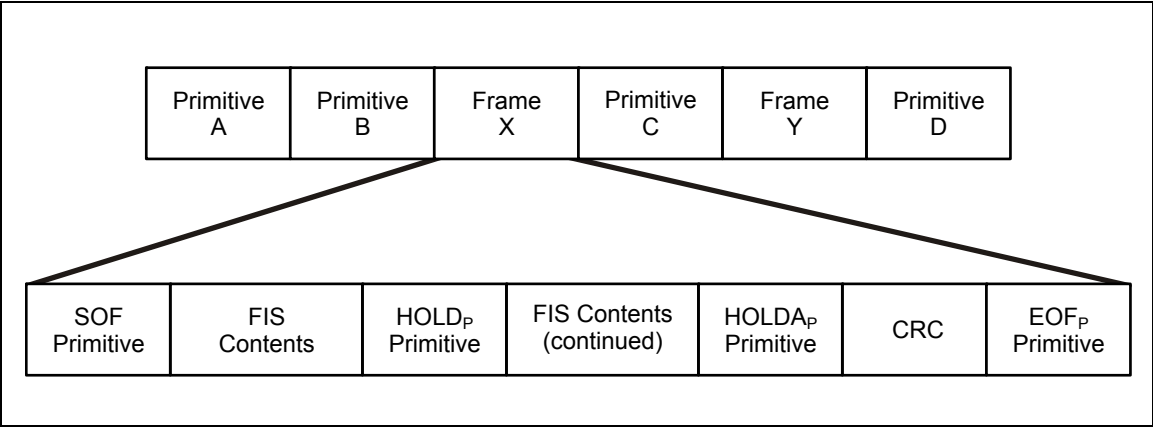 Primitive
A
Primitive
B
Frame
X
Primitive
C
Frame
Y
Primitive
D
SOF
Primitive
FIS
Contents
HOLDP
Primitive
FIS Contents
(continued)
HOLDAP
Primitive
CRC
EOFP
Primitive